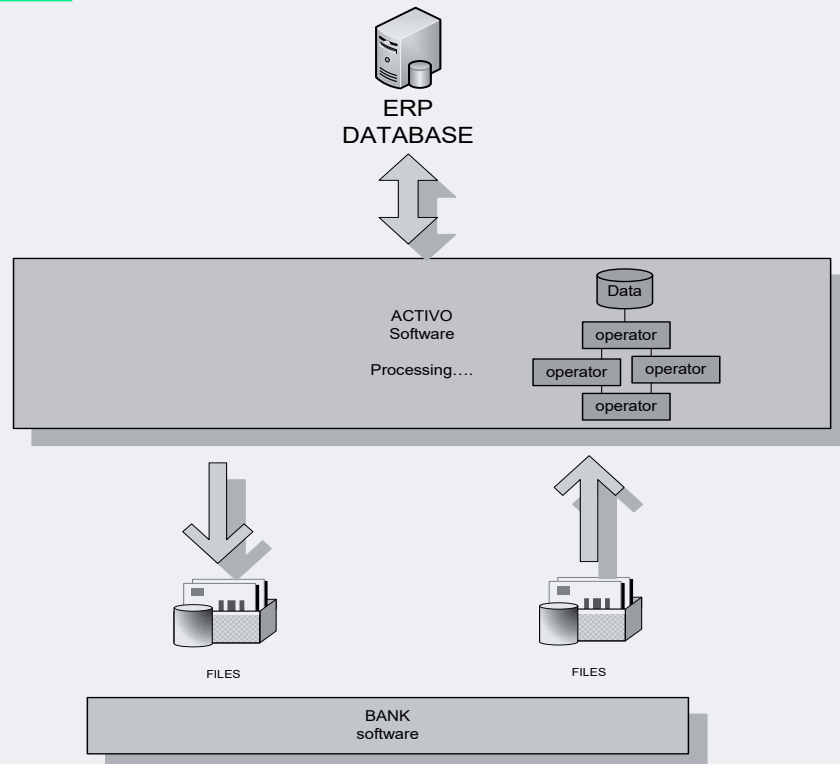 ERP
DATABASE
ACTIVO
Software
Processing….
Data
operator
operator
operator
operator
FILES
FILES
BANK
software